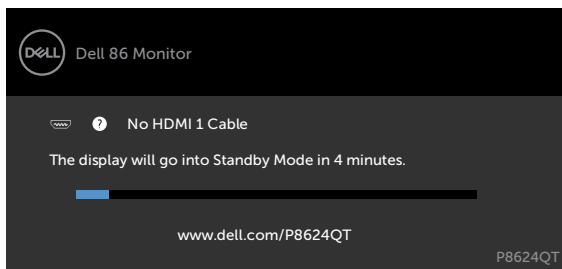 DELL Dell 86 Monitor
? No HDMI 1 Cable
The display will go into Standby Mode in 4 minutes.
www.dell.com/P8624QT
P8624QT